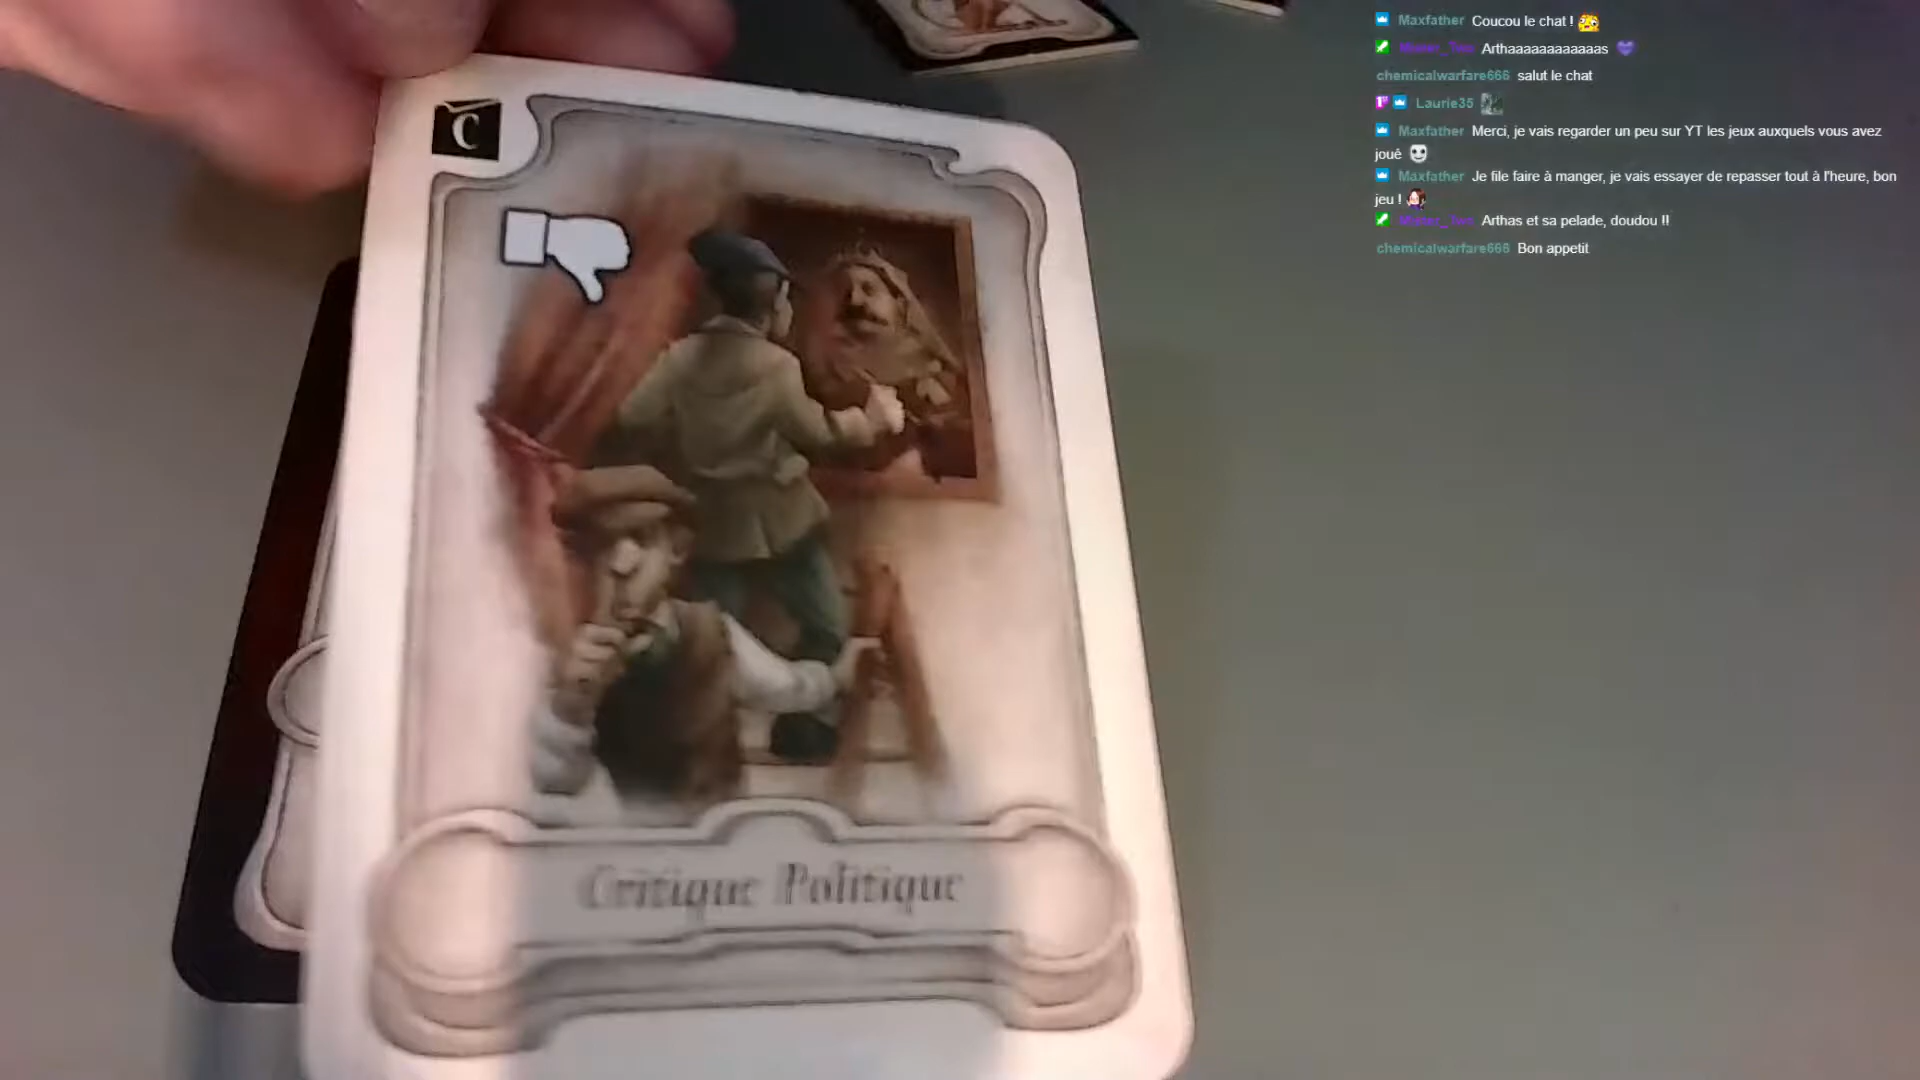 C
Critique Politique
Maxfather Coucou le chat !
Mister_Two Arthaaaaaaaaaaaas
chemicalwarfare666 salut le chat
Laurie35
Maxfather Merci, je vais regarder un peu sur YT les jeux auxquels vous avez
joué
Maxfather Je file faire à manger, je vais essayer de repasser tout à l'heure, bon
jeu !
Mister_Two Arthas et sa pelade, doudou !!
chemicalwarfare666 Bon appetit